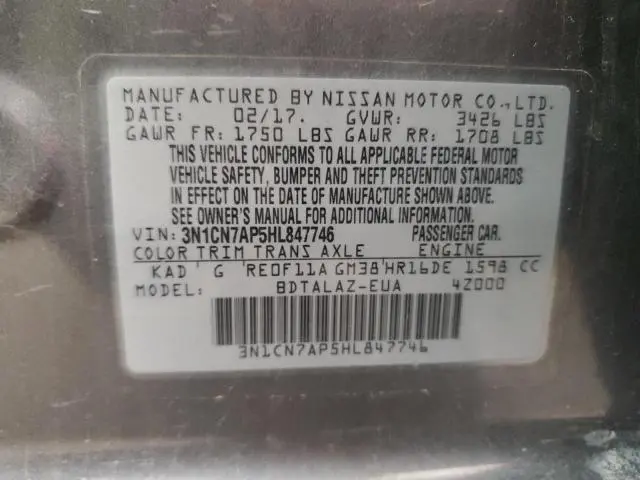 MANUFACTURED BY NISSAN MOTOR CO., LTD.
DATE: 02/17. GVWR: 3426 LBS
GAWR FR: 1750 LBS GAWR RR: 1708 LBS
THIS VEHICLE CONFORMS TO ALL APPLICABLE FEDERAL MOTOR
VEHICLE SAFETY, BUMPER AND THEFT PREVENTION STANDARDS
IN EFFECT ON THE DATE OF MANUFACTURE SHOWN ABOVE.
SEE OWNER'S MANUAL FOR ADDITIONAL INFORMATION.
VIN: 3N1CN7AP5HL847746 PASSENGER CAR.
COLOR TRIM TRANS AXLE ENGINE
KAD G RE0F11A GM38 HR16DE 1598 CC
MODEL: BDTALAZ-EUA 4Z000
3N1CN7AP5HL847746